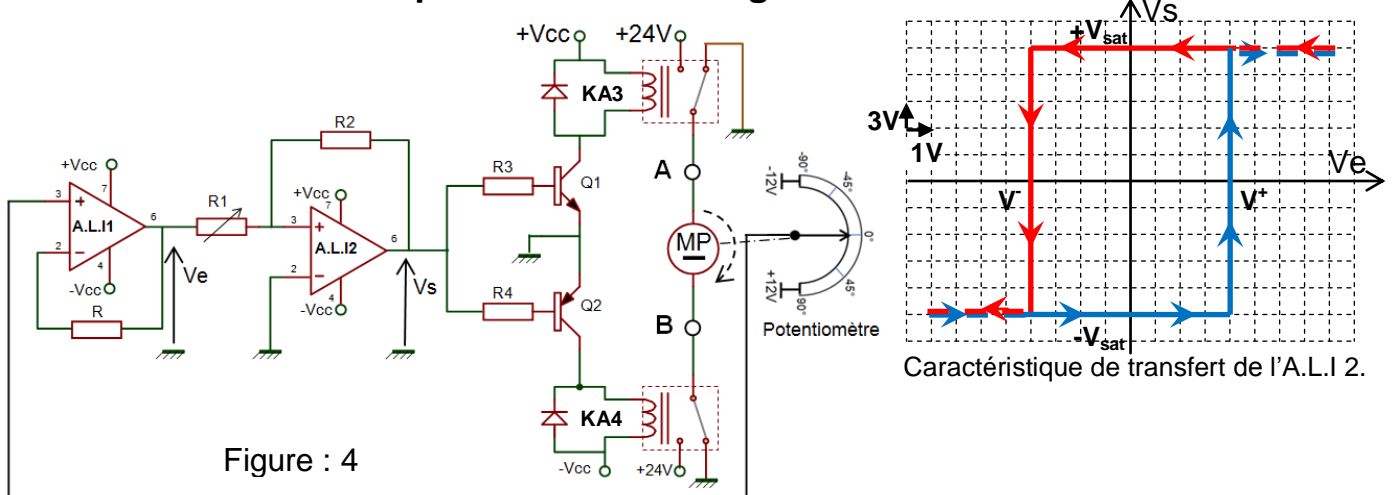 +Vcc
+24V
KA3
R2
R3
Q1
A
+Vcc
3
7
+
A.L.I1
6
2
-
4
-Vcc
R
Ve
R1
+Vcc
7
3
+
A.L.I2
6
2
-
4
-Vcc
Vs
R4
Q2
MP
B
-12V
-90°
-45°
0°
45°
90°
+12V
Potentiomètre
KA4
-Vcc
+24V
Figure : 4
Vs
+Vsat
3V
1V
Ve
V-
V+
-Vsat
Caractéristique de transfert de l'A.L.I 2.